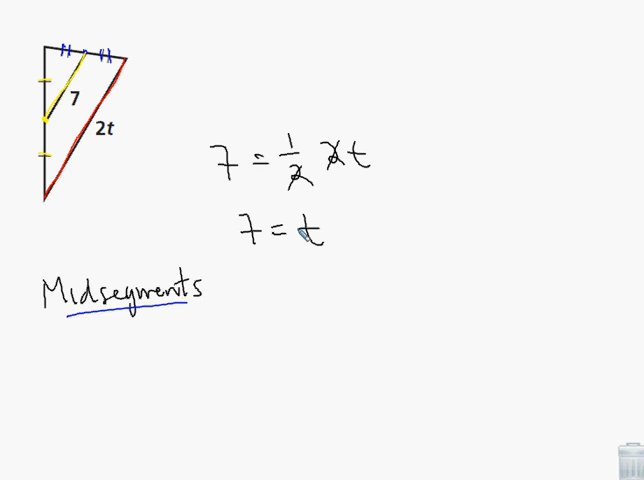 7
2t
7 = 1/2 2t
7 = t
Midsegments